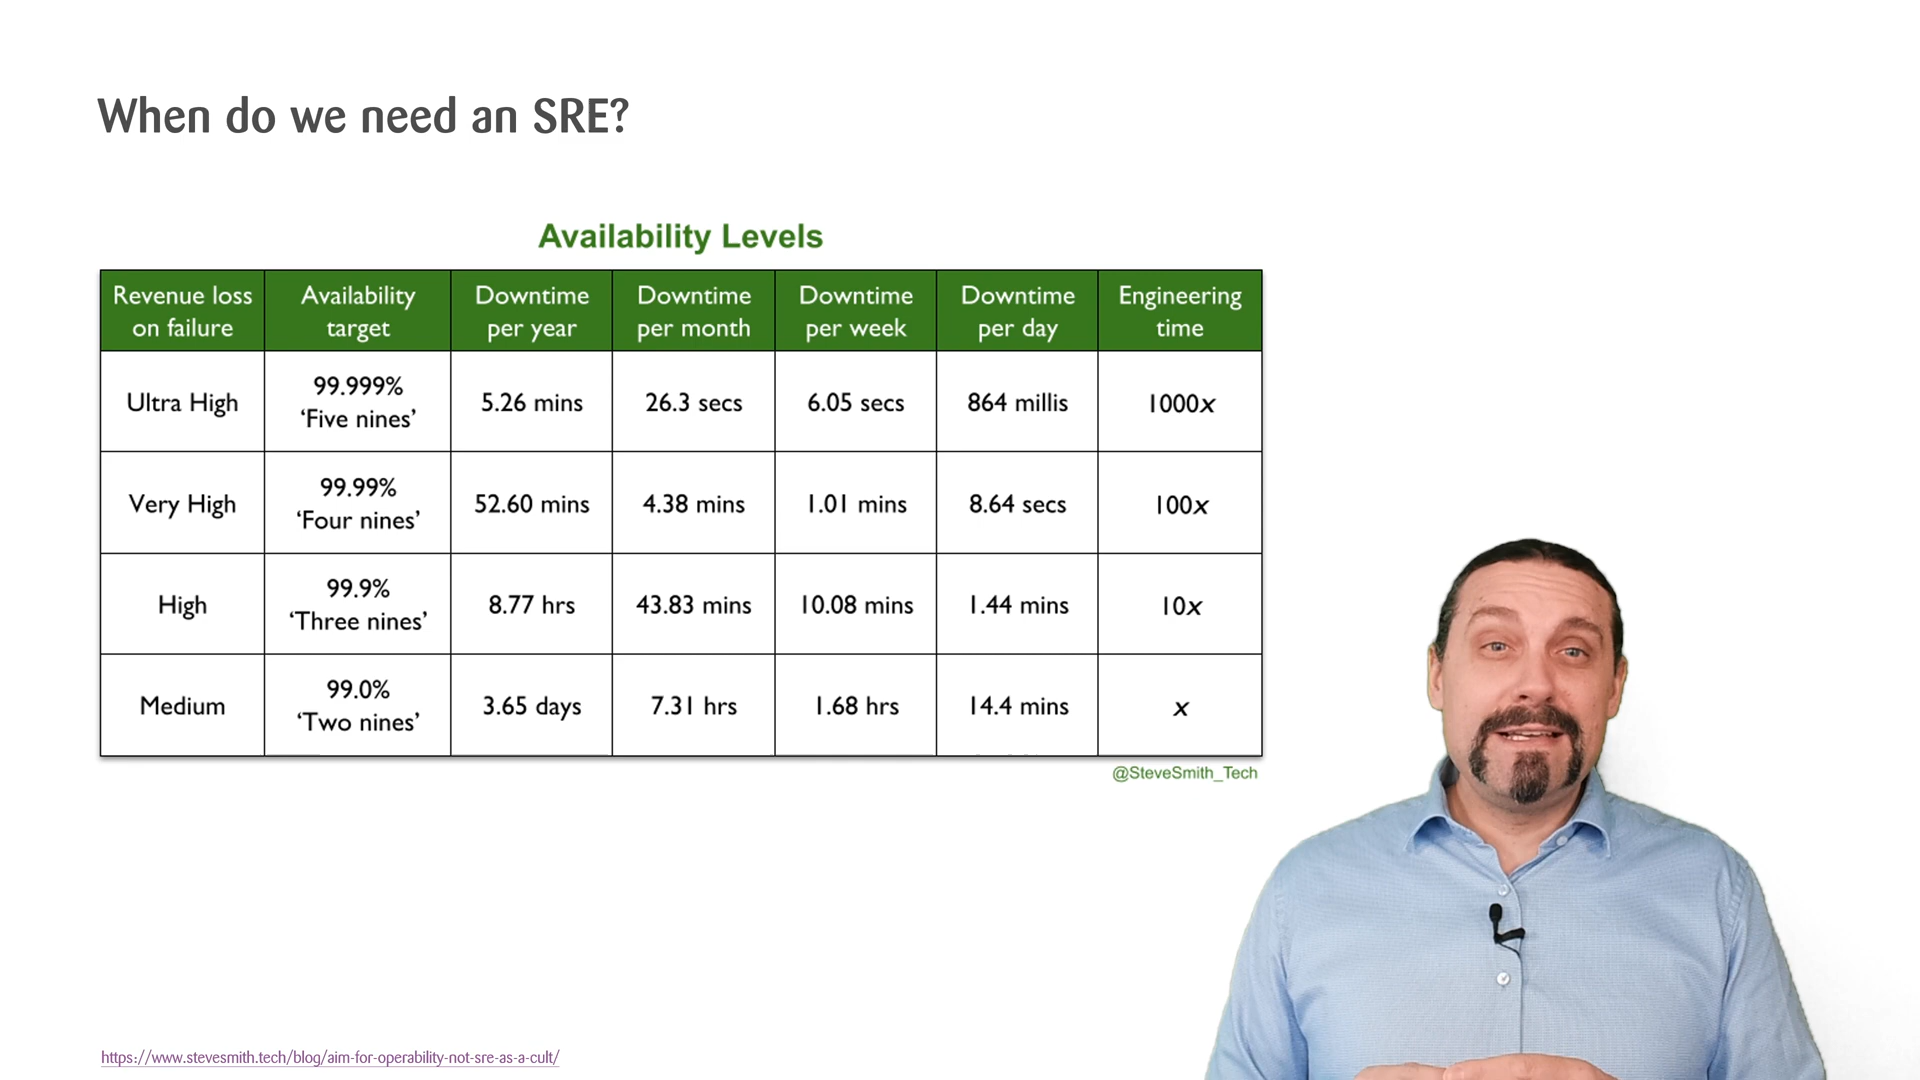 When do we need an SRE?
Availability Levels
Revenue loss on failure
Availability target
Downtime per year
Downtime per month
Downtime per week
Downtime per day
Engineering time
Ultra High
99.999%
‘Five nines’
5.26 mins
26.3 secs
6.05 secs
864 millis
1000x
Very High
99.99%
‘Four nines’
52.60 mins
4.38 mins
1.01 mins
8.64 secs
100x
High
99.9%
‘Three nines’
8.77 hrs
43.83 mins
10.08 mins
1.44 mins
10x
Medium
99.0%
‘Two nines’
3.65 days
7.31 hrs
1.68 hrs
14.4 mins
x
@SteveSmith_Tech
https://www.stevesmith.tech/blog/aim-for-operability-not-sre-as-a-cult/